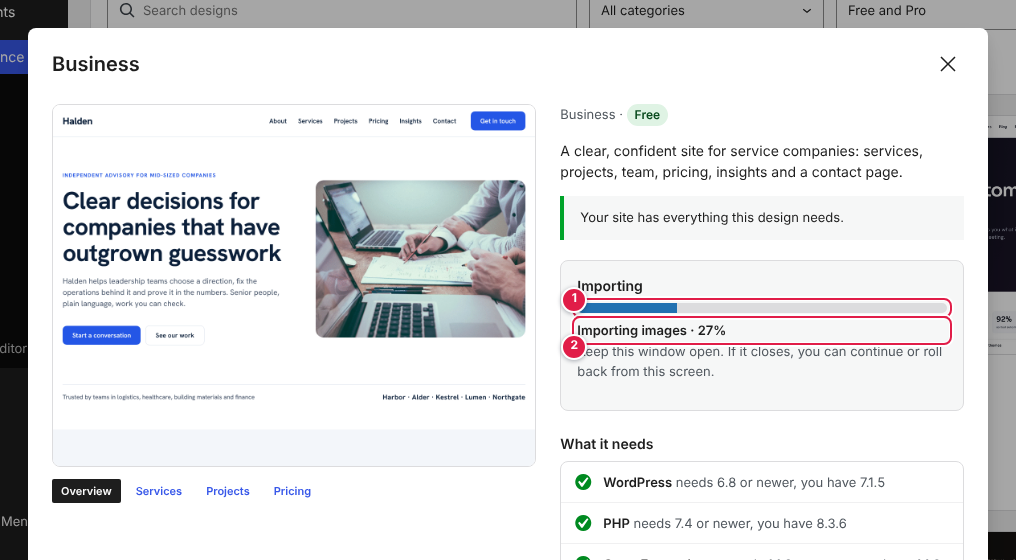 nts
Search designs
All categories
Free and Pro
nce
Business
Halden
About
Services
Projects
Pricing
Insights
Contact
Get in touch
INDEPENDENT ADVISORY FOR MID-SIZED COMPANIES
Clear decisions for
companies that have
outgrown guesswork
Halden helps leadership teams choose a direction, fix the
operations behind it and prove it in the numbers. Senior people,
plain language, work you can check.
Start a conversation
See our work
Trusted by teams in logistics, healthcare, building materials and finance
Harbor · Alder · Kestrel · Lumen · Northgate
Overview
Services
Projects
Pricing
Business · Free
A clear, confident site for service companies: services,
projects, team, pricing, insights and a contact page.
Your site has everything this design needs.
Importing
1
Importing images · 27%
2
eep this window open. If it closes, you can continue or roll
back from this screen.
What it needs
WordPress needs 6.8 or newer, you have 7.1.5
PHP needs 7.4 or newer, you have 8.3.6
ditor
Men
tom
92%